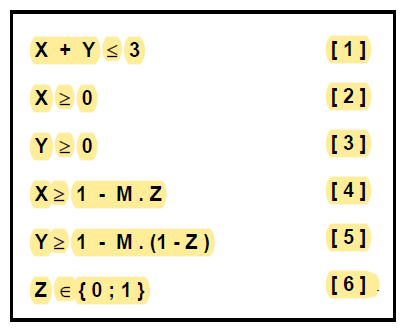 X + Y ≤ 3 [ 1 ]
X ≥ 0 [ 2 ]
Y ≥ 0 [ 3 ]
X ≥ 1 - M . Z [ 4 ]
Y ≥ 1 - M . (1 - Z ) [ 5 ]
Z ∈ { 0 ; 1 } [ 6 ] .